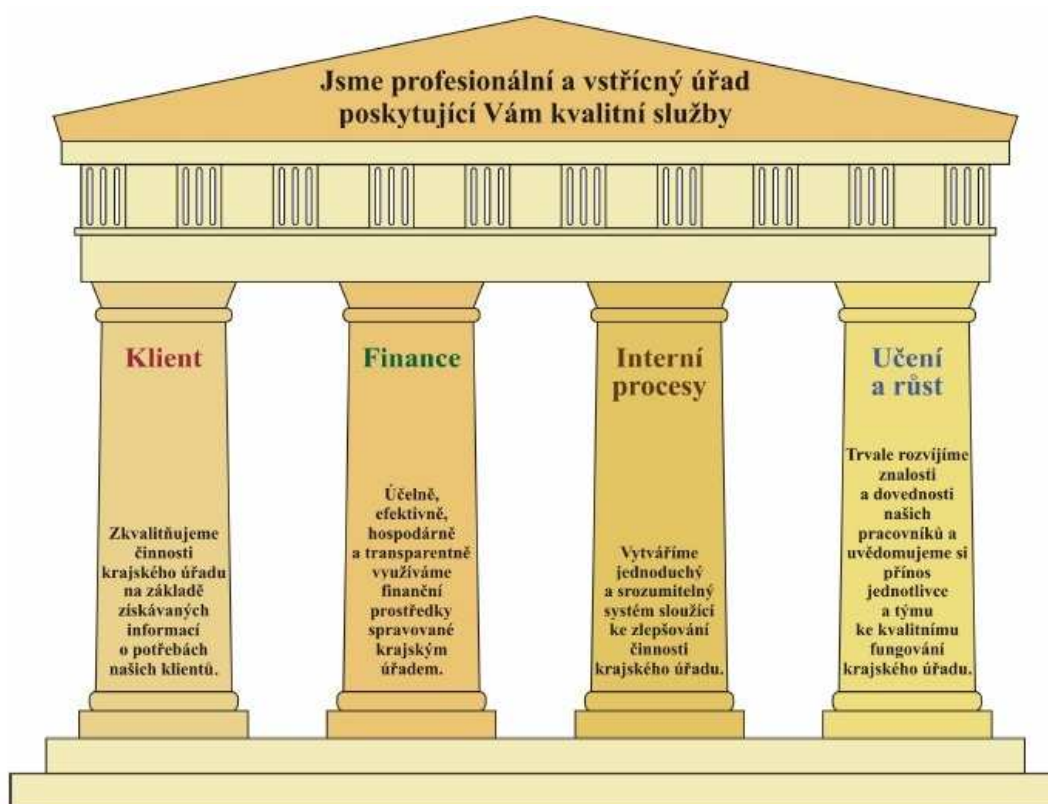 Jsme profesionální a vstřícný úřad
poskytující Vám kvalitní služby
Klient
Zkvalitňujeme
činnosti
krajského úřadu
na základě
získávaných
informací
o potřebách
našich klientů.
Finance
Účelně,
efektivně,
hospodárně
a transparentně
využíváme
finanční
prostředky
spravované
krajským
úřadem.
Interní
procesy
Vytváříme
jednoduchý
a srozumitelný
systém sloužící
ke zlepšování
činnosti
krajského úřadu.
Učení
a růst
Trvale rozvíjíme
znalosti
a dovednosti
našich
pracovníků a
uvědomujeme si
přínos
jednotlivce
a týmu
ke kvalitnímu
fungování
krajského úřadu.